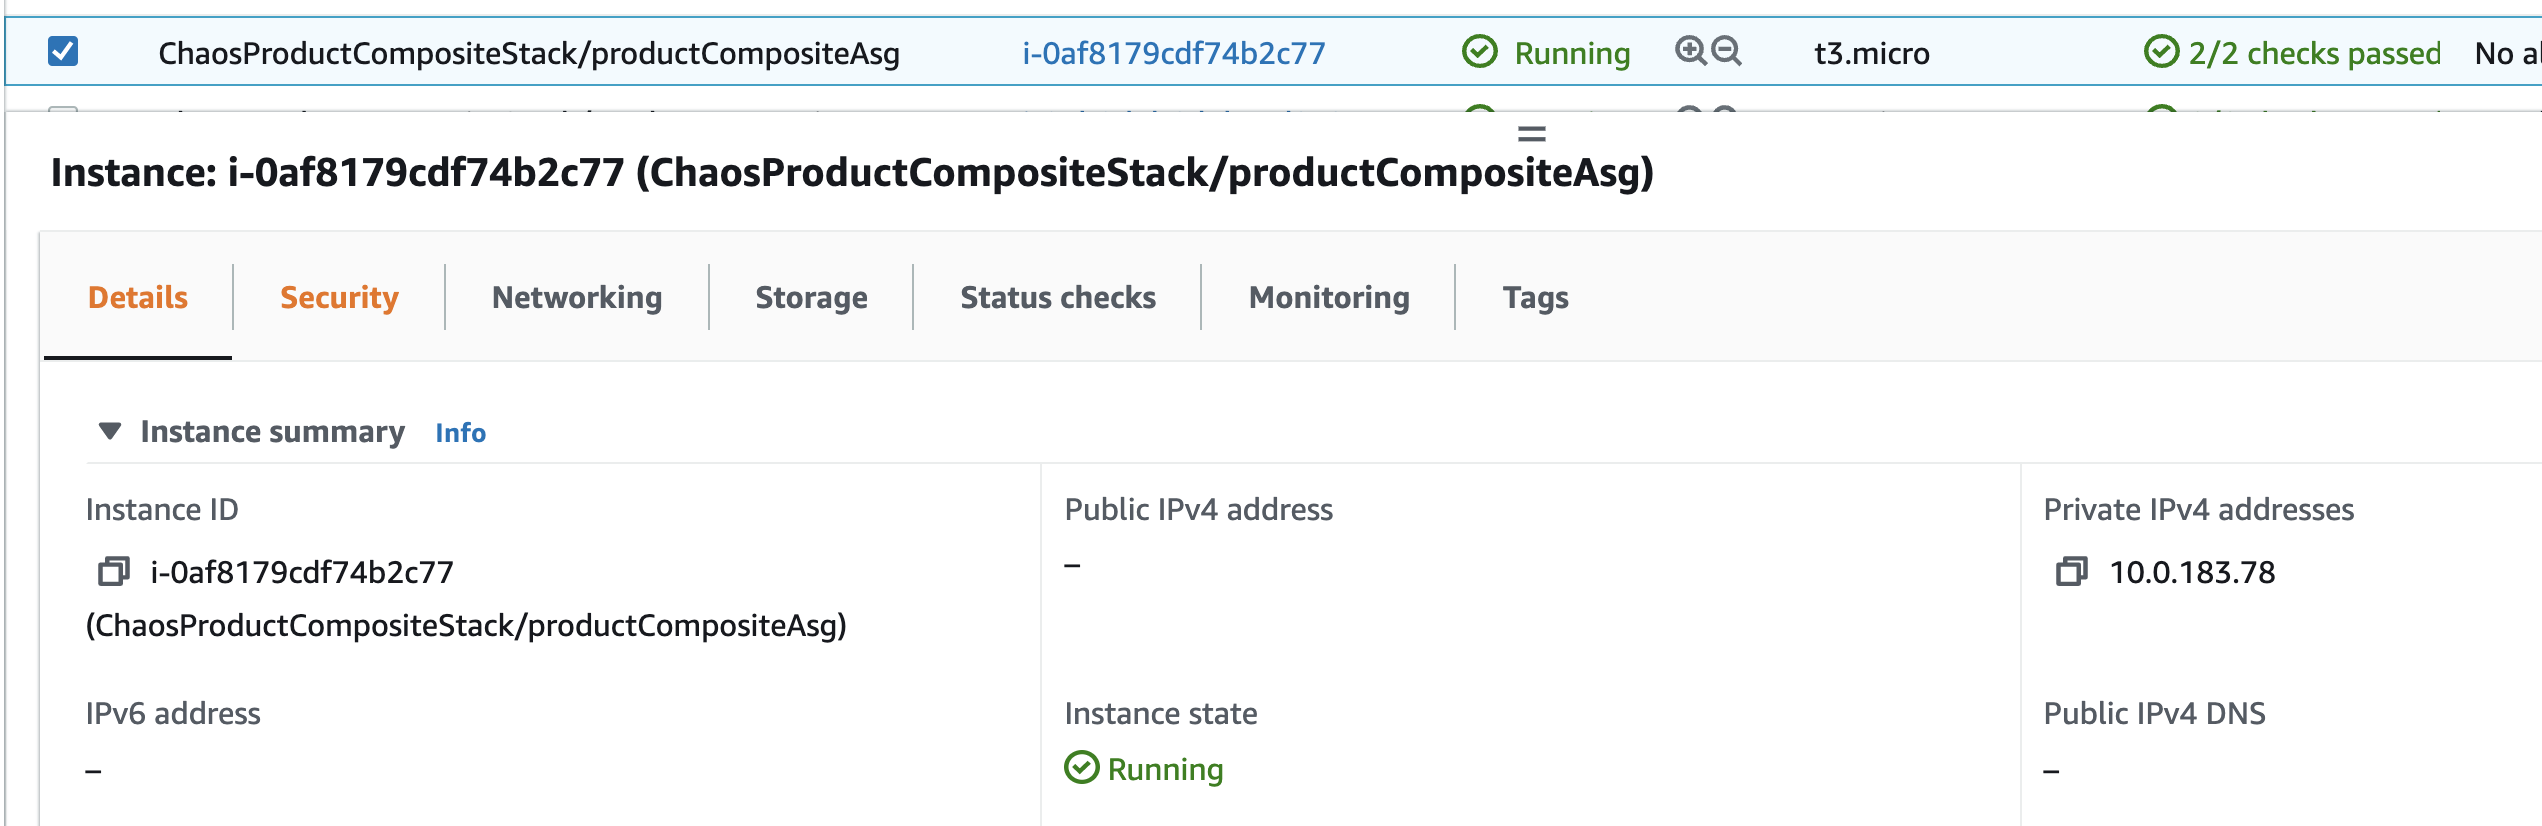 ChaosProductCompositeStack/productCompositeAsg i-0af8179cdf74b2c77 Running t3.micro 2/2 checks passed No al
Instance: i-0af8179cdf74b2c77 (ChaosProductCompositeStack/productCompositeAsg)
Details Security Networking Storage Status checks Monitoring Tags
Instance summary Info
Instance ID Public IPv4 address Private IPv4 addresses
i-0af8179cdf74b2c77 – 10.0.183.78
(ChaosProductCompositeStack/productCompositeAsg)
IPv6 address Instance state Public IPv4 DNS
– Running –